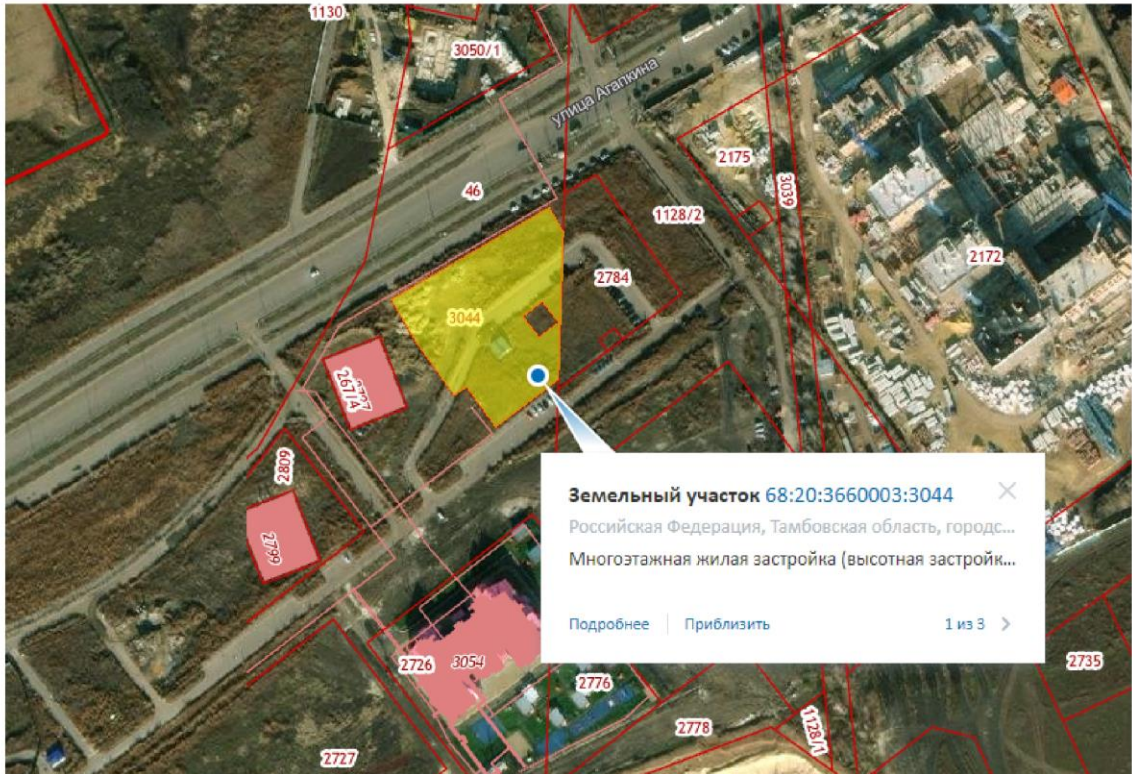 1130
3050/1
улица Агапкина
2175
46
3039
1128/2
2172
2784
3044
267/4
2809
Земельный участок 68:20:3660003:3044
Российская Федерация, Тамбовская область, городс...
Многоэтажная жилая застройка (высотная застройк...
Подробнее
Приблизить
1 из 3
2799
2726
3054
2735
2776
1128/1
2778
2727